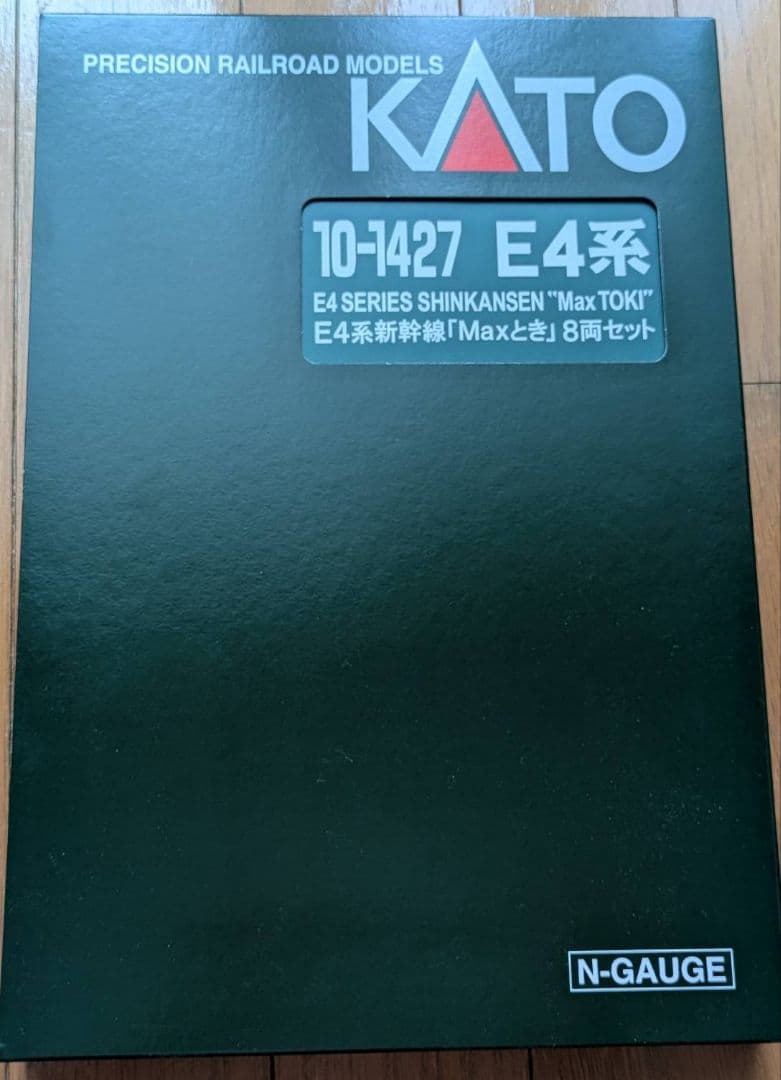 PRECISION RAILROAD MODELS
KATO
10-1427 E4系
E4 SERIES SHINKANSEN "Max TOKI"
E4系新幹線「Maxとき」8両セット
N-GAUGE